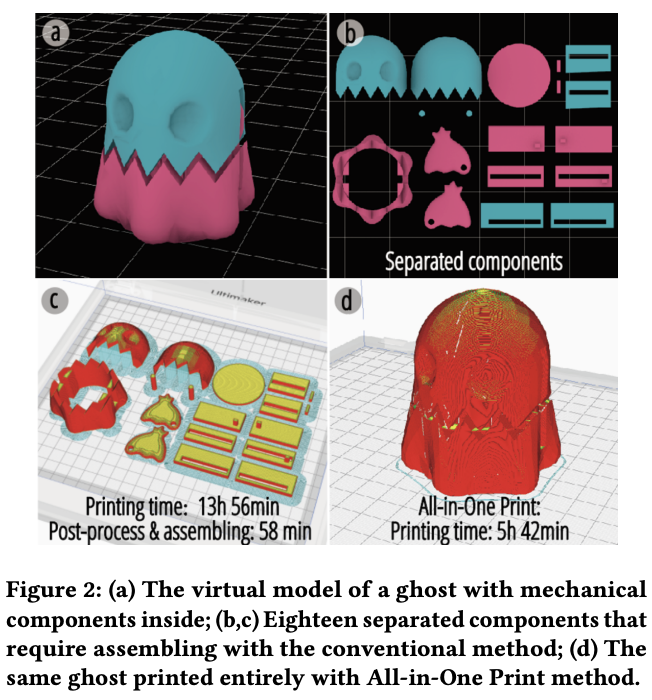 a
b
Separated components
c
Ultimaker
d
Printing time: 13h 56min
Post-process & assembling: 58 min
All-in-One Print:
Printing time: 5h 42min
Figure 2: (a) The virtual model of a ghost with mechanical
components inside; (b,c) Eighteen separated components that
require assembling with the conventional method; (d) The
same ghost printed entirely with All-in-One Print method.